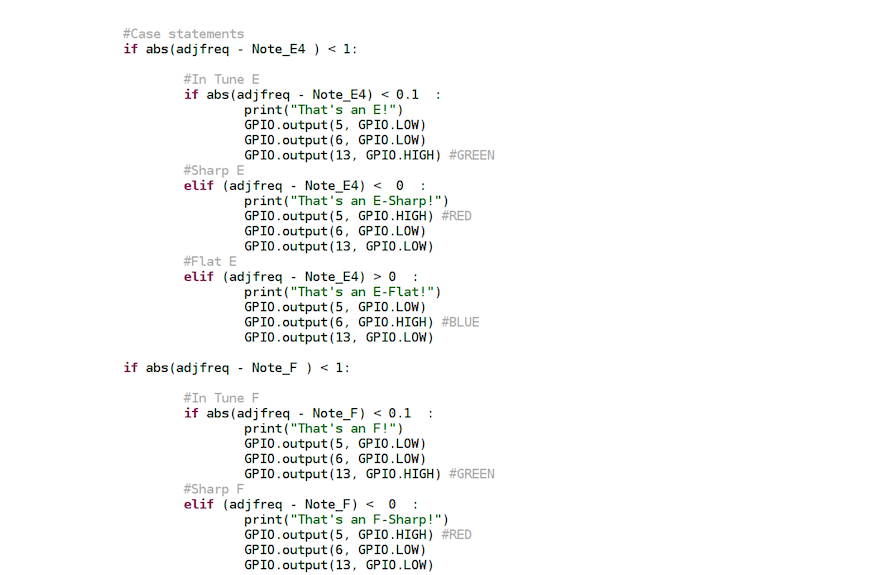 #Case statements
if abs(adjfreq - Note_E4 ) < 1:
#In Tune E
if abs(adjfreq - Note_E4) < 0.1  :
print("That's an E!")
GPIO.output(5, GPIO.LOW)
GPIO.output(6, GPIO.LOW)
GPIO.output(13, GPIO.HIGH) #GREEN
#Sharp E
elif (adjfreq - Note_E4) <  0  :
print("That's an E-Sharp!")
GPIO.output(5, GPIO.HIGH) #RED
GPIO.output(6, GPIO.LOW)
GPIO.output(13, GPIO.LOW)
#Flat E
elif (adjfreq - Note_E4) > 0  :
print("That's an E-Flat!")
GPIO.output(5, GPIO.LOW)
GPIO.output(6, GPIO.HIGH) #BLUE
GPIO.output(13, GPIO.LOW)
if abs(adjfreq - Note_F ) < 1:
#In Tune F
if abs(adjfreq - Note_F) < 0.1  :
print("That's an F!")
GPIO.output(5, GPIO.LOW)
GPIO.output(6, GPIO.LOW)
GPIO.output(13, GPIO.HIGH) #GREEN
#Sharp F
elif (adjfreq - Note_F) <  0  :
print("That's an F-Sharp!")
GPIO.output(5, GPIO.HIGH) #RED
GPIO.output(6, GPIO.LOW)
GPIO.output(13, GPIO.LOW)